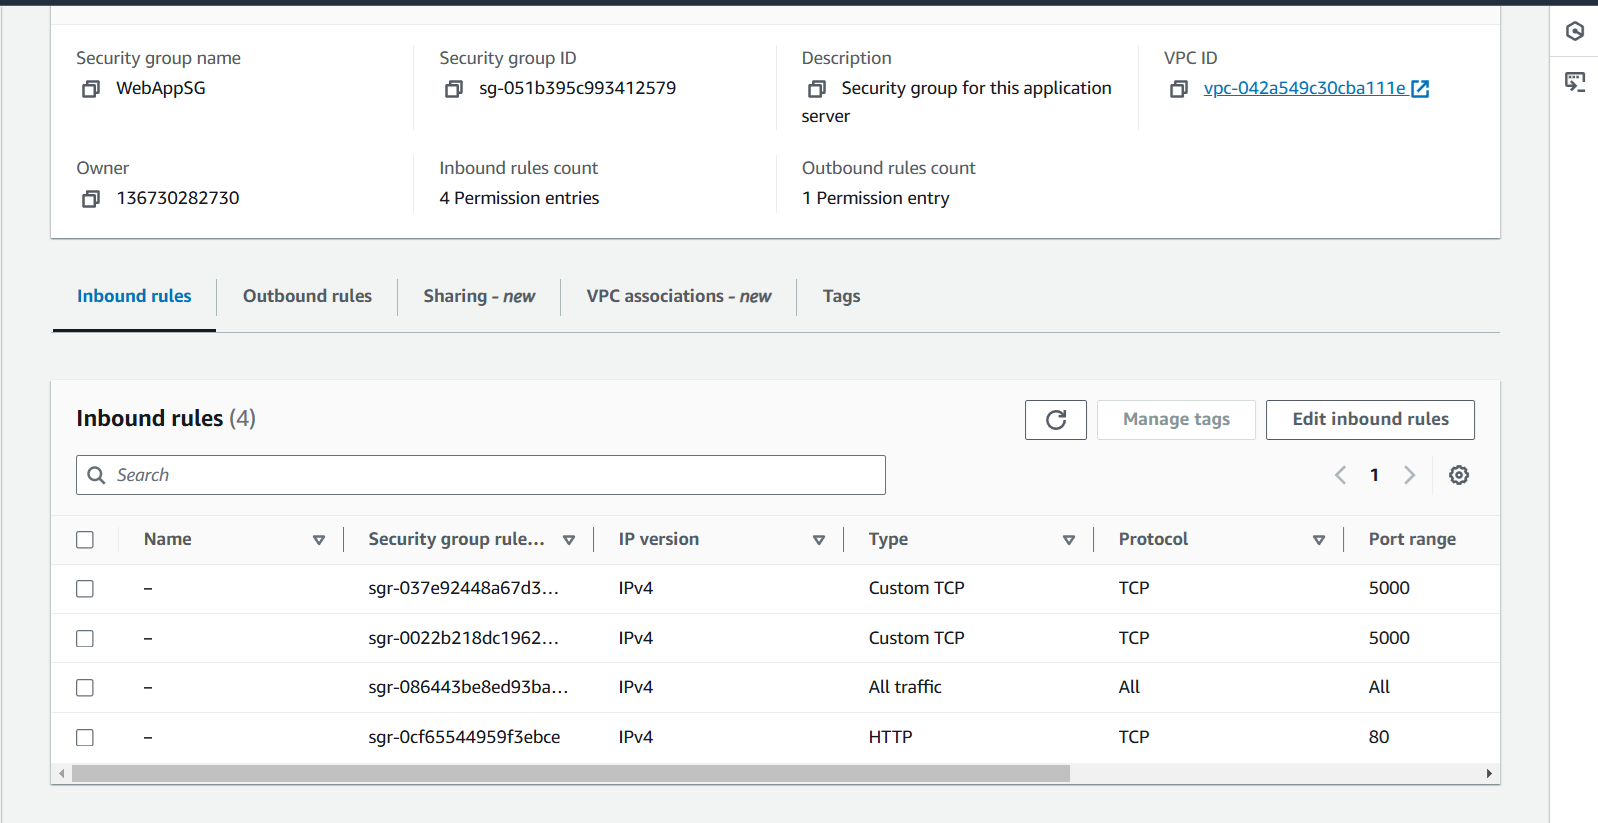 Security group name
WebAppSG
Security group ID
sg-051b395c993412579
Description
Security group for this application
server
VPC ID
vpc-042a549c30cba111e
Owner
136730282730
Inbound rules count
4 Permission entries
Outbound rules count
1 Permission entry
Inbound rules
Outbound rules
Sharing - new
VPC associations - new
Tags
Inbound rules (4)
Manage tags
Edit inbound rules
Search
1
Name Security group rule... IP version Type Protocol Port range
– sgr-037e92448a67d3... IPv4 Custom TCP TCP 5000
– sgr-0022b218dc1962... IPv4 Custom TCP TCP 5000
– sgr-086443be8ed93ba... IPv4 All traffic All All
– sgr-0cf65544959f3ebce IPv4 HTTP TCP 80